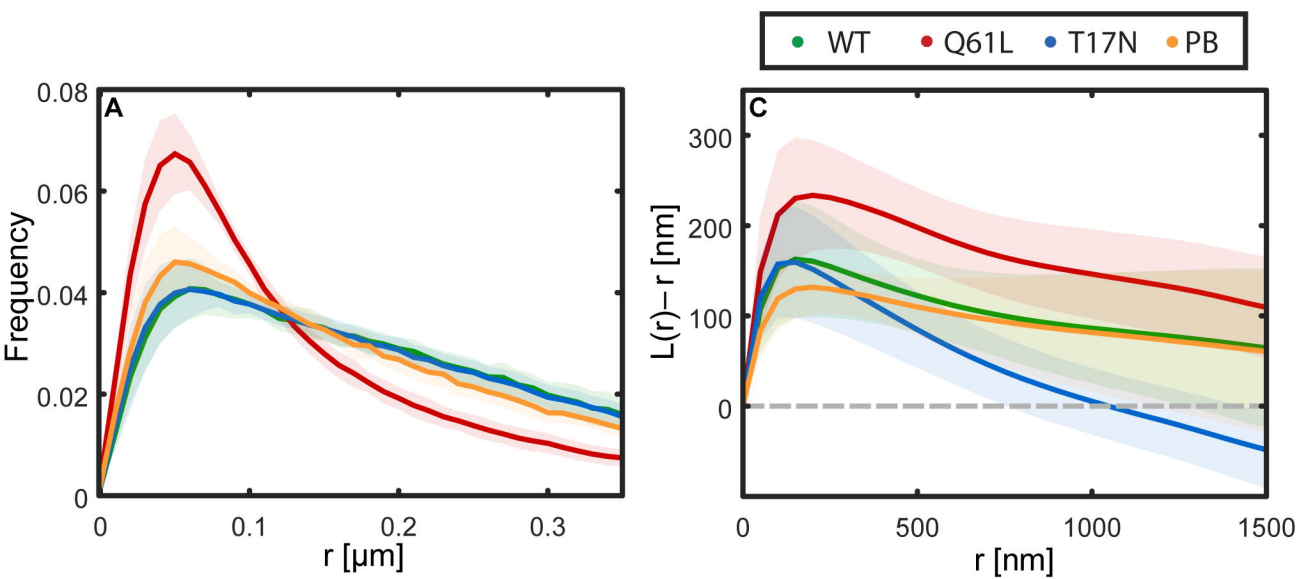 WT Q61L T17N PB
A
0.08
0.06
0.04
0.02
0
Frequency
0 0.1 0.2 0.3
r [µm]
C
300
200
100
0
L(r)– r [nm]
0 500 1000 1500
r [nm]